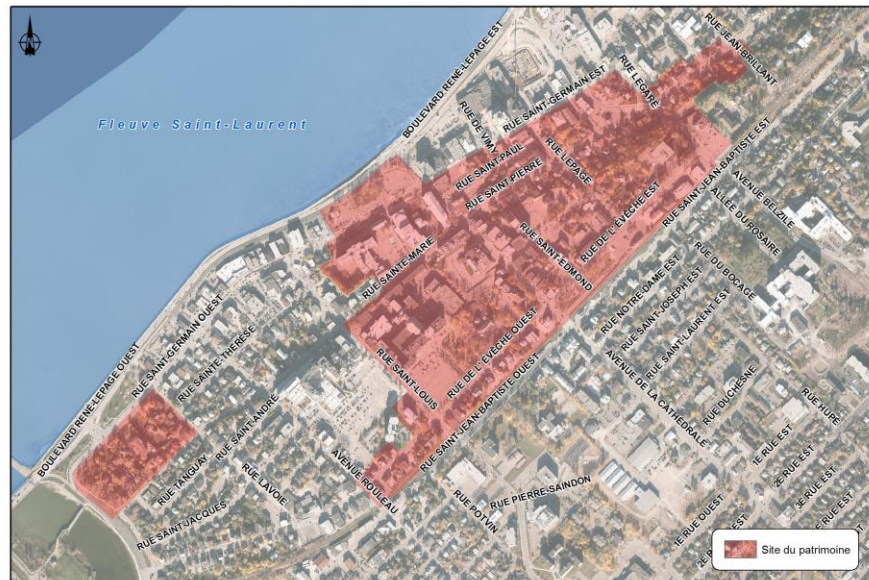 RUE JEAN-BRILLANT
BOULEVARD RENÉ-LEPAGE EST
RUE LEGARÉ
RUE SAINT-GERMAIN EST
Fleuve Saint-Laurent
RUE DE VIMY
RUE SAINT-PAUL
RUE LEPAGE
RUE SAINT-PIERRE
RUE SAINT-JEAN-BAPTISTE EST
AVENUE BELZILE
ALLÉE DU ROSAIRE
RUE DE L'ÉVÊCHÉ EST
RUE SAINTE-MARIE
RUE SAINT-EDMOND
RUE DU BOCAGE
RUE NOTRE-DAME EST
RUE SAINT-JOSEPH EST
RUE SAINT-LAURENT EST
RUE SAINT-GERMAIN OUEST
RUE SAINTE-THÉRÈSE
RUE DE L'ÉVÊCHÉ OUEST
RUE SAINT-LOUIS
AVENUE DE LA CATHÉDRALE
RUE DUCHESNE
RUE HUPÉ
BOULEVARD RENÉ-LEPAGE OUEST
RUE SAINT-ANDRÉ
RUE SAINT-JEAN-BAPTISTE OUEST
1E RUE EST
2E RUE EST
3E RUE EST
RUE TANGUAY
RUE LAVOIE
AVENUE ROULEAU
RUE POTVIN
RUE PIERRE-SAINDON
RUE SAINT-JACQUES
1E RUE OUEST
Site du patrimoine